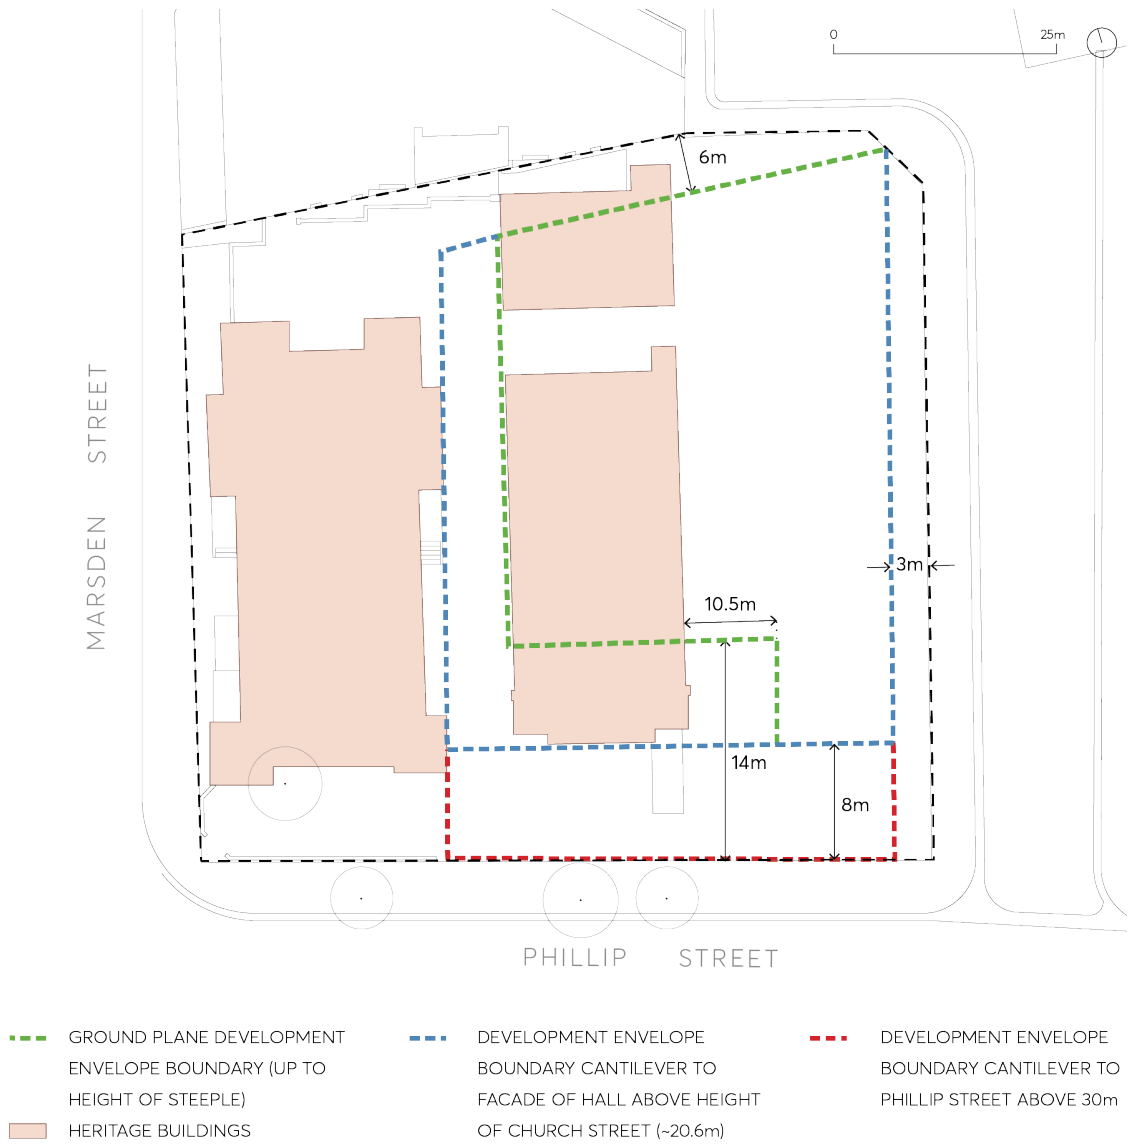 0 25m
6m
MARSDEN STREET
3m
10.5m
14m
8m
PHILLIP STREET
GROUND PLANE DEVELOPMENT
ENVELOPE BOUNDARY (UP TO
HEIGHT OF STEEPLE)
HERITAGE BUILDINGS
DEVELOPMENT ENVELOPE
BOUNDARY CANTILEVER TO
FACADE OF HALL ABOVE HEIGHT
OF CHURCH STREET (~20.6m)
DEVELOPMENT ENVELOPE
BOUNDARY CANTILEVER TO
PHILLIP STREET ABOVE 30m